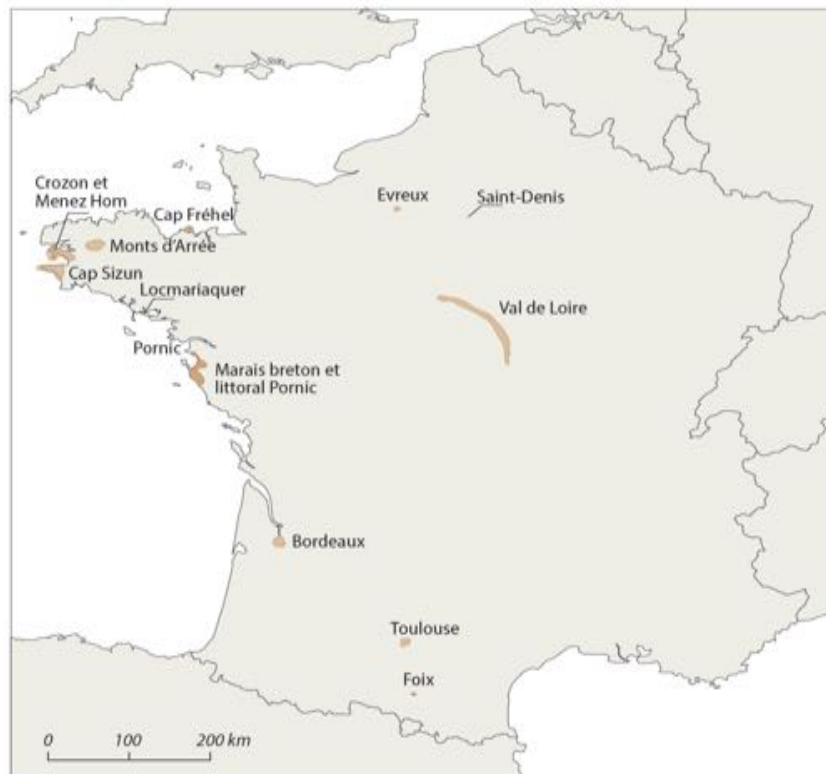 Crozon et
Menez Hom
Cap Fréhel
Evreux
Saint-Denis
Monts d'Arrée
Cap Sizun
Locmariaquer
Val de Loire
Pornic
Marais breton et
littoral Pornic
Bordeaux
Toulouse
Foix
0 100 200 km